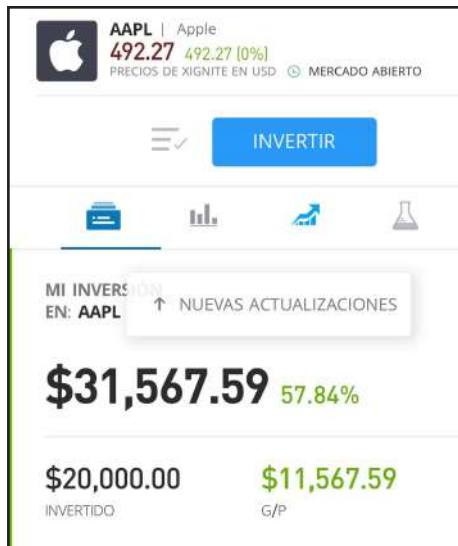 AAPL | Apple
492.27 492.27 (0%)
PRECIOS DE XIGNITE EN USD MERCADO ABIERTO
INVERTIR
MI INVERSIÓN
EN: AAPL
↑ NUEVAS ACTUALIZACIONES
$31,567.59 57.84%
$20,000.00 $11,567.59
INVERTIDO G/P